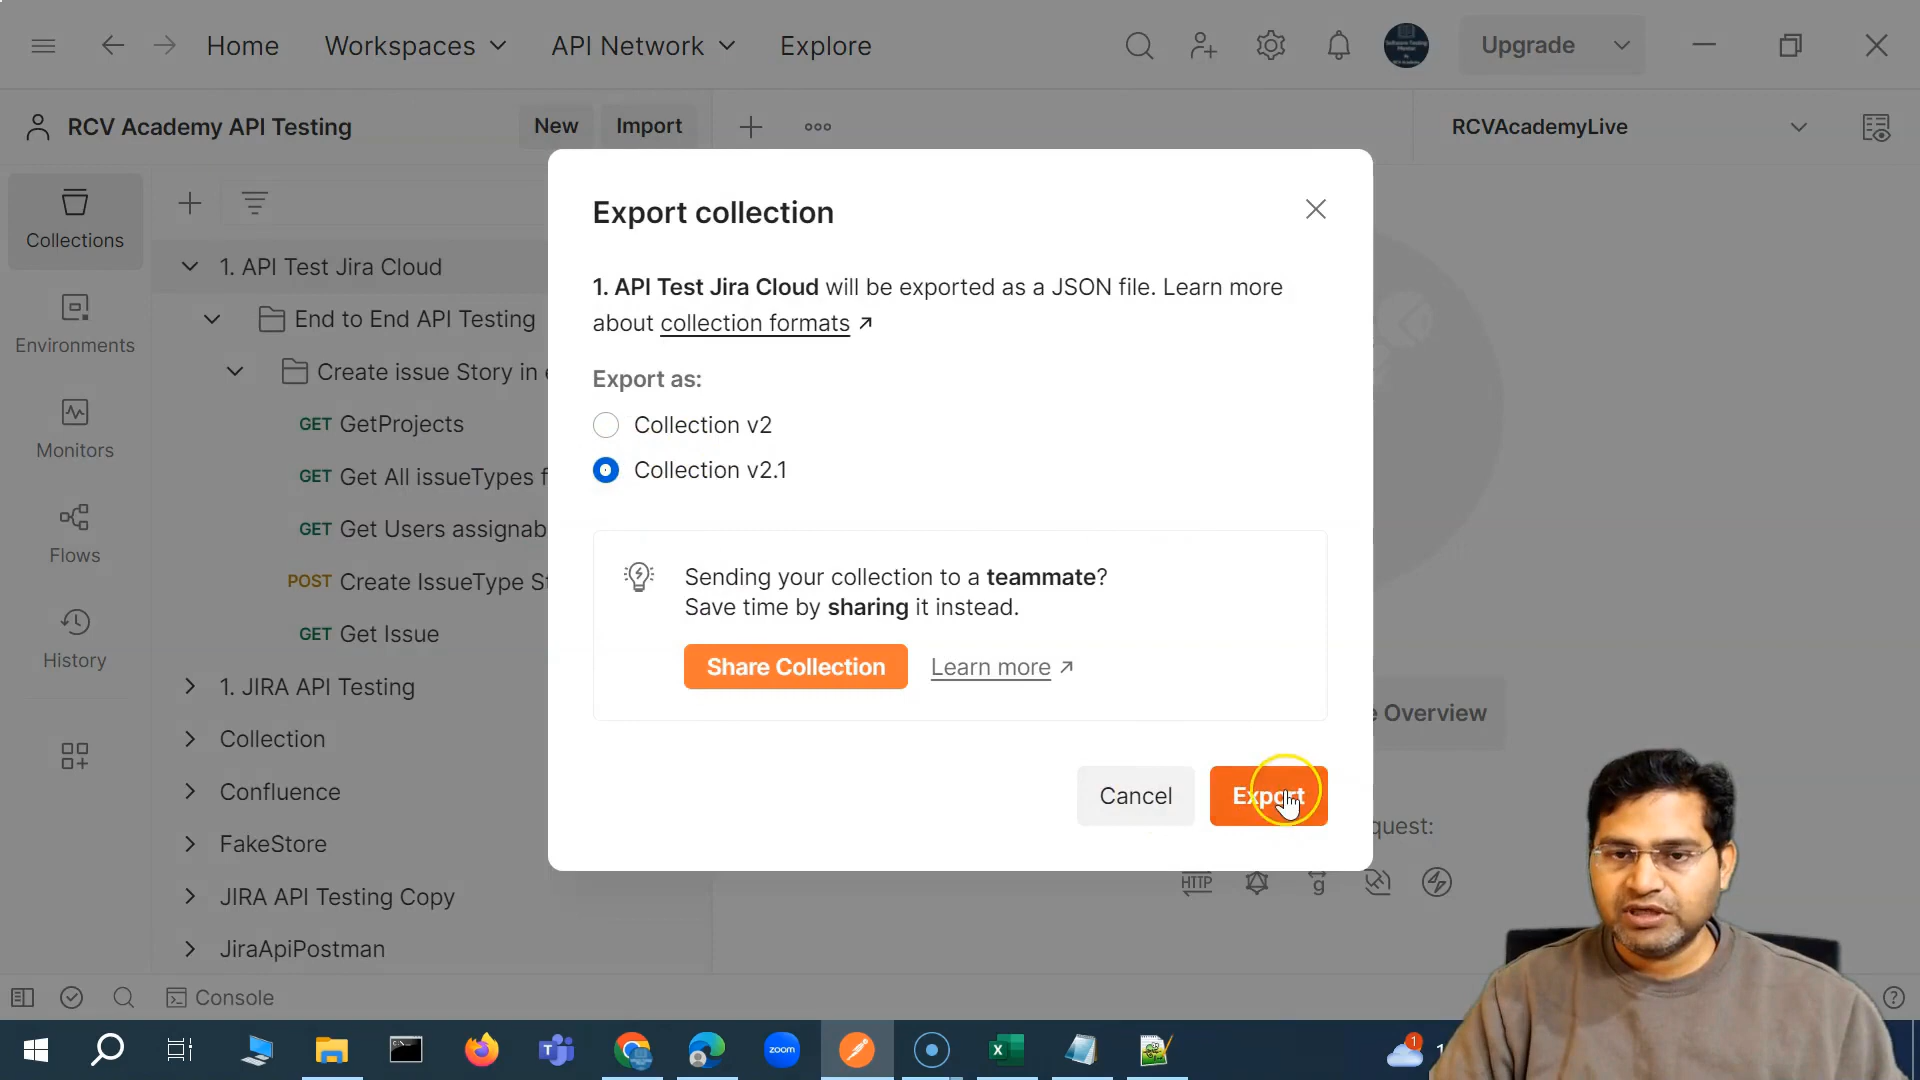 Home
Workspaces
API Network
Explore
Upgrade
RCV Academy API Testing
New
Import
RCVAcademyLive
Collections
Environments
Monitors
Flows
History
1. API Test Jira Cloud
End to End API Testing
Create issue Story in
GET GetProjects
GET Get All issueTypes f
GET Get Users assignab
POST Create IssueType St
GET Get Issue
1. JIRA API Testing
Collection
Confluence
FakeStore
JIRA API Testing Copy
JiraApiPostman
Export collection
1. API Test Jira Cloud will be exported as a JSON file. Learn more
about collection formats ↗
Export as:
Collection v2
Collection v2.1
Sending your collection to a teammate?
Save time by sharing it instead.
Share Collection
Learn more ↗
Cancel
Export
e Overview
quest:
HTTP
Console
zoom
1